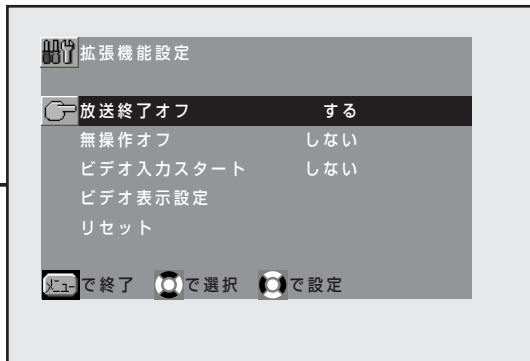 拡張機能設定
放送終了オフ する
無操作オフ しない
ビデオ入力スタート しない
ビデオ表示設定
リセット
メニューで終了 で選択 で設定